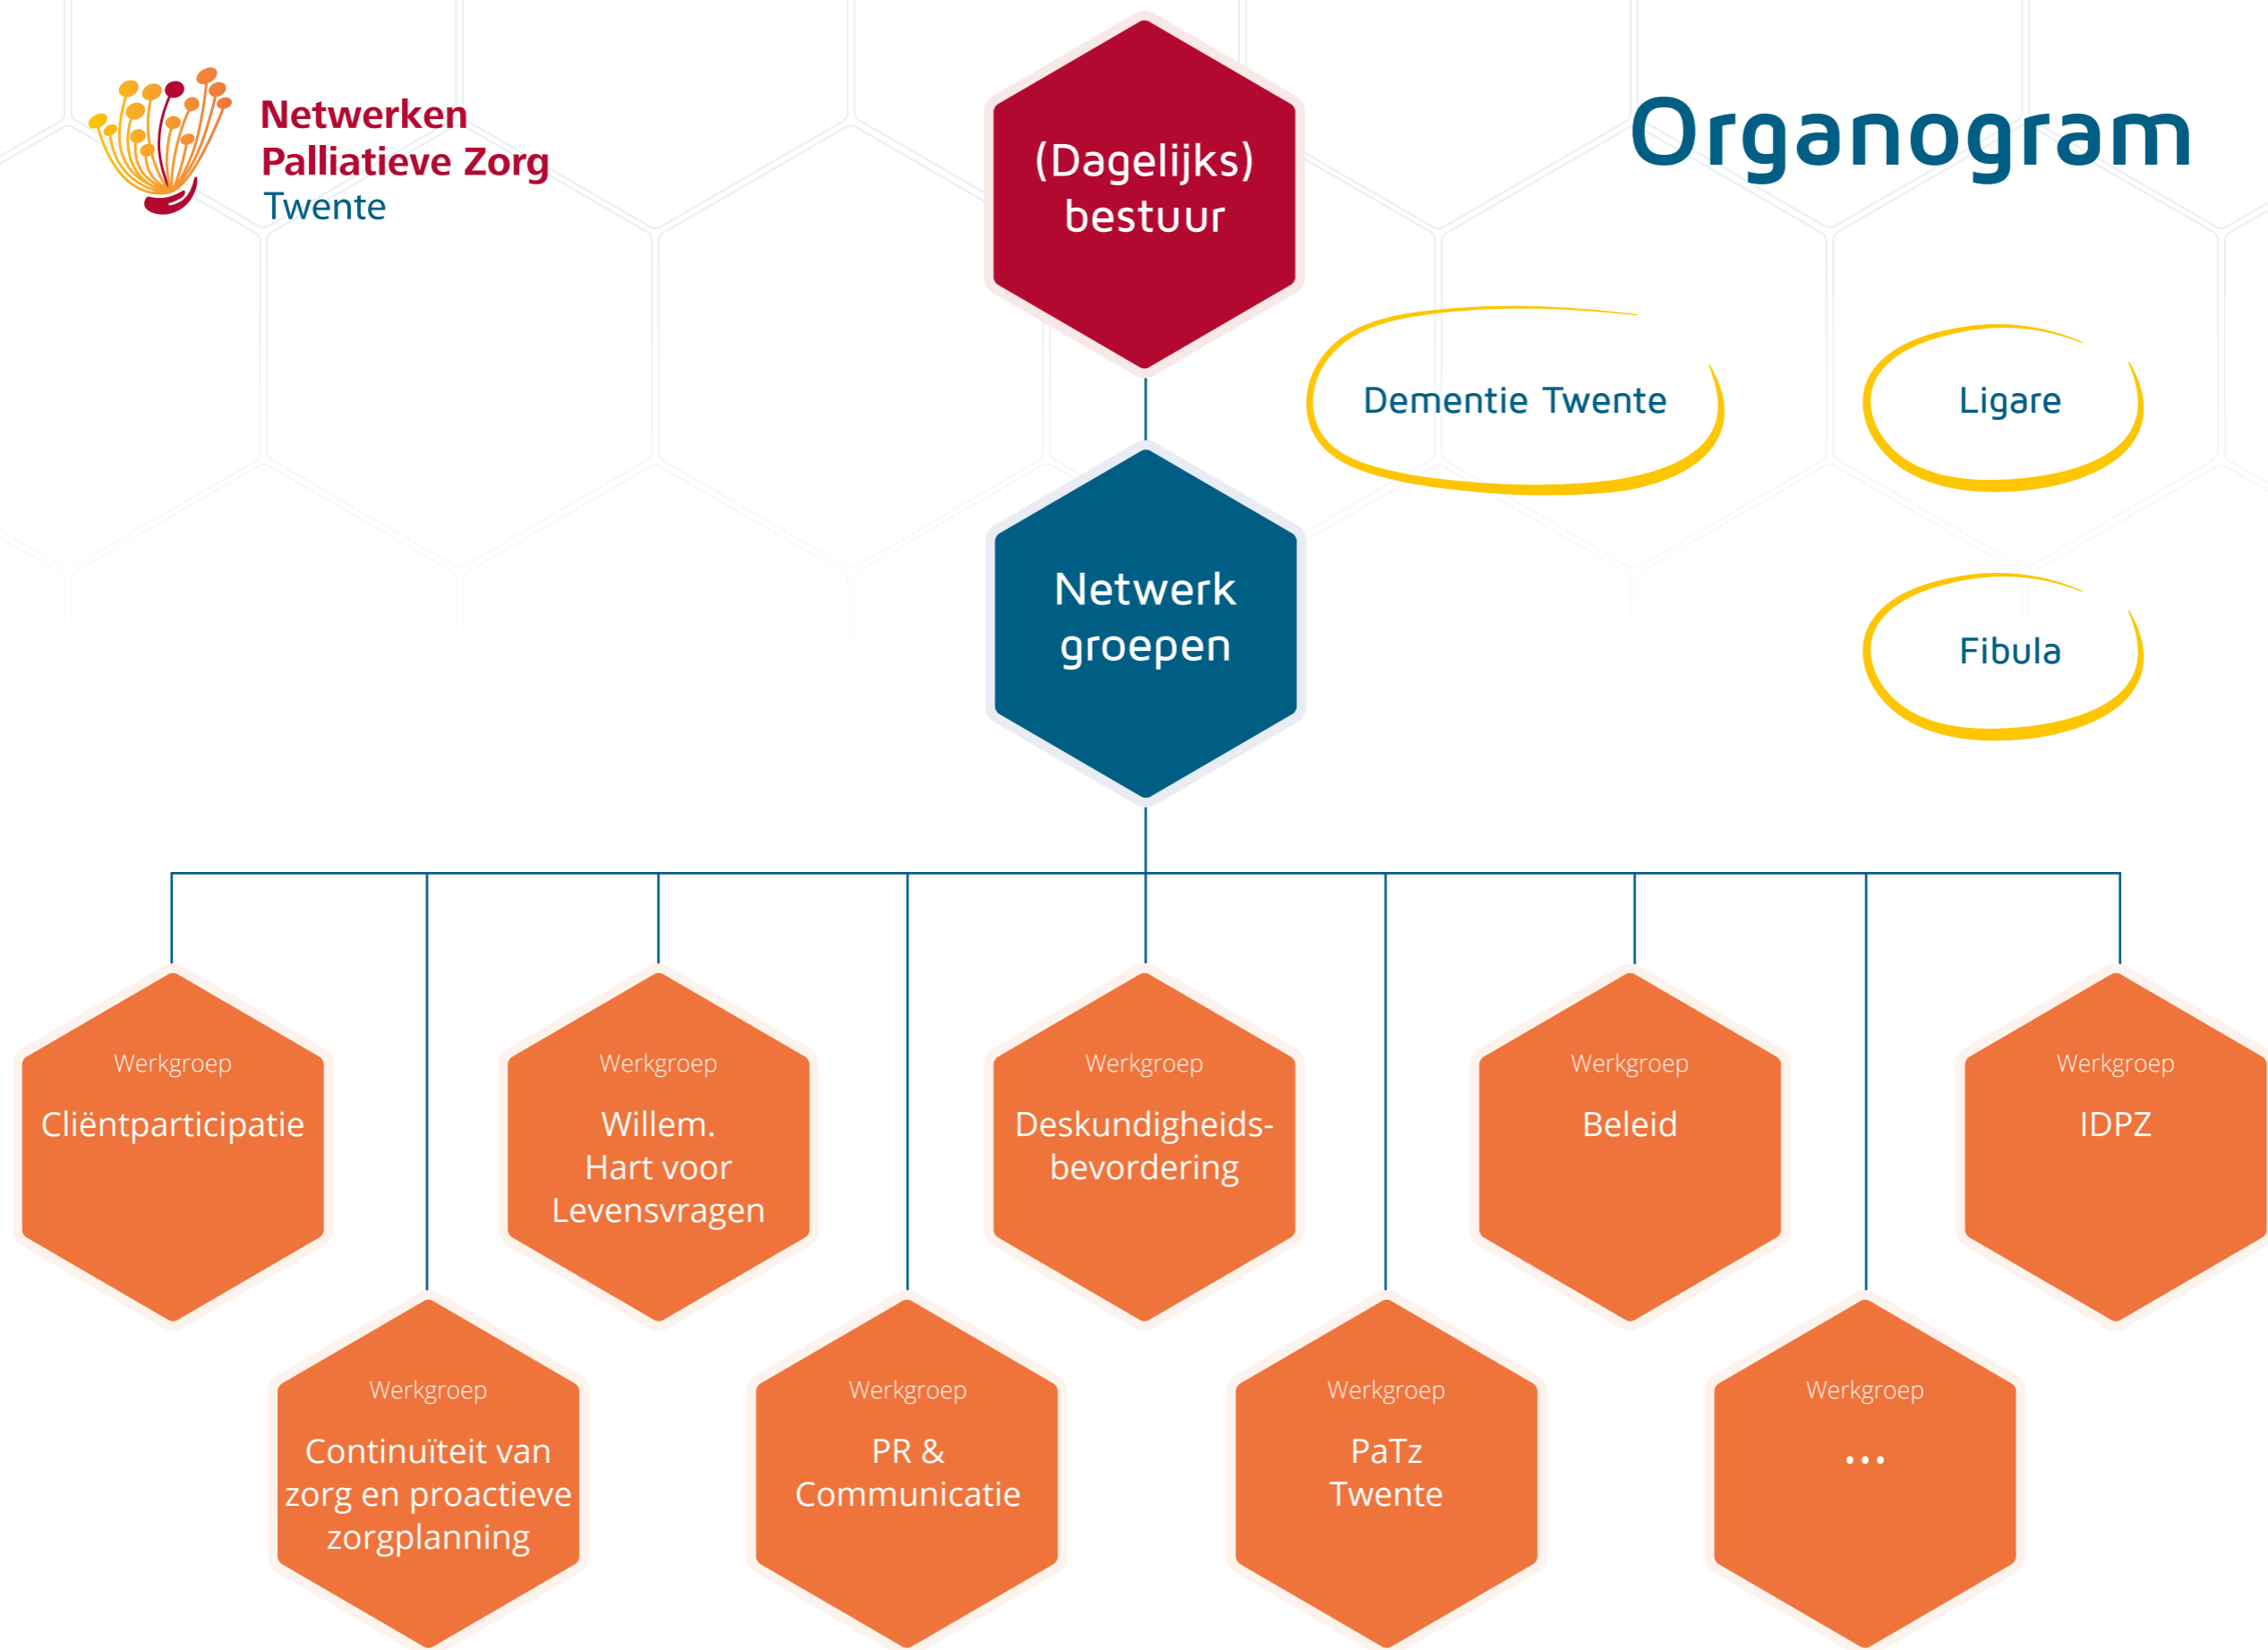 Netwerken
Palliatieve Zorg
Twente
Organogram
(Dagelijks)
bestuur
Dementie Twente
Ligare
Netwerk
groepen
Fibula
Werkgroep
Cliëntparticipatie
Werkgroep
Willem.
Hart voor
Levensvragen
Werkgroep
Deskundigheids-
bevordering
Werkgroep
Beleid
Werkgroep
IDPZ
Werkgroep
Continuïteit van
zorg en proactieve
zorgplanning
Werkgroep
PR &
Communicatie
Werkgroep
PaTz
Twente
Werkgroep
...